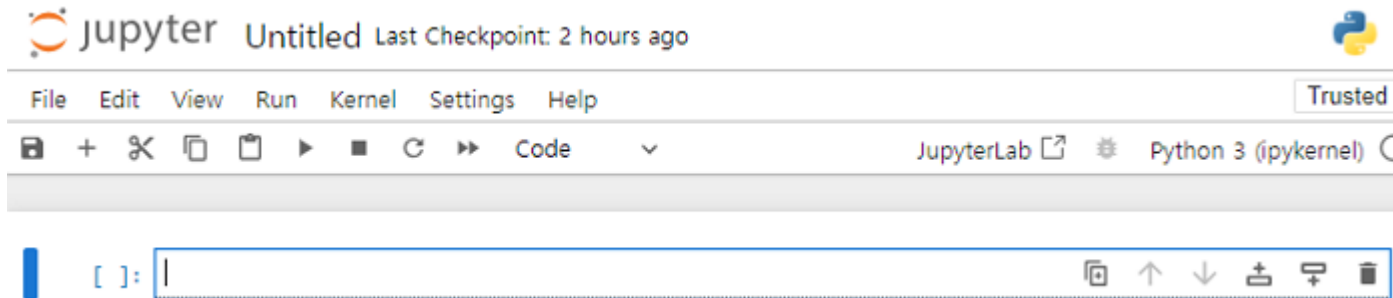 jupyter Untitled Last Checkpoint: 2 hours ago
File Edit View Run Kernel Settings Help Trusted
Code JupyterLab Python 3 (ipykernel)
[ ]: